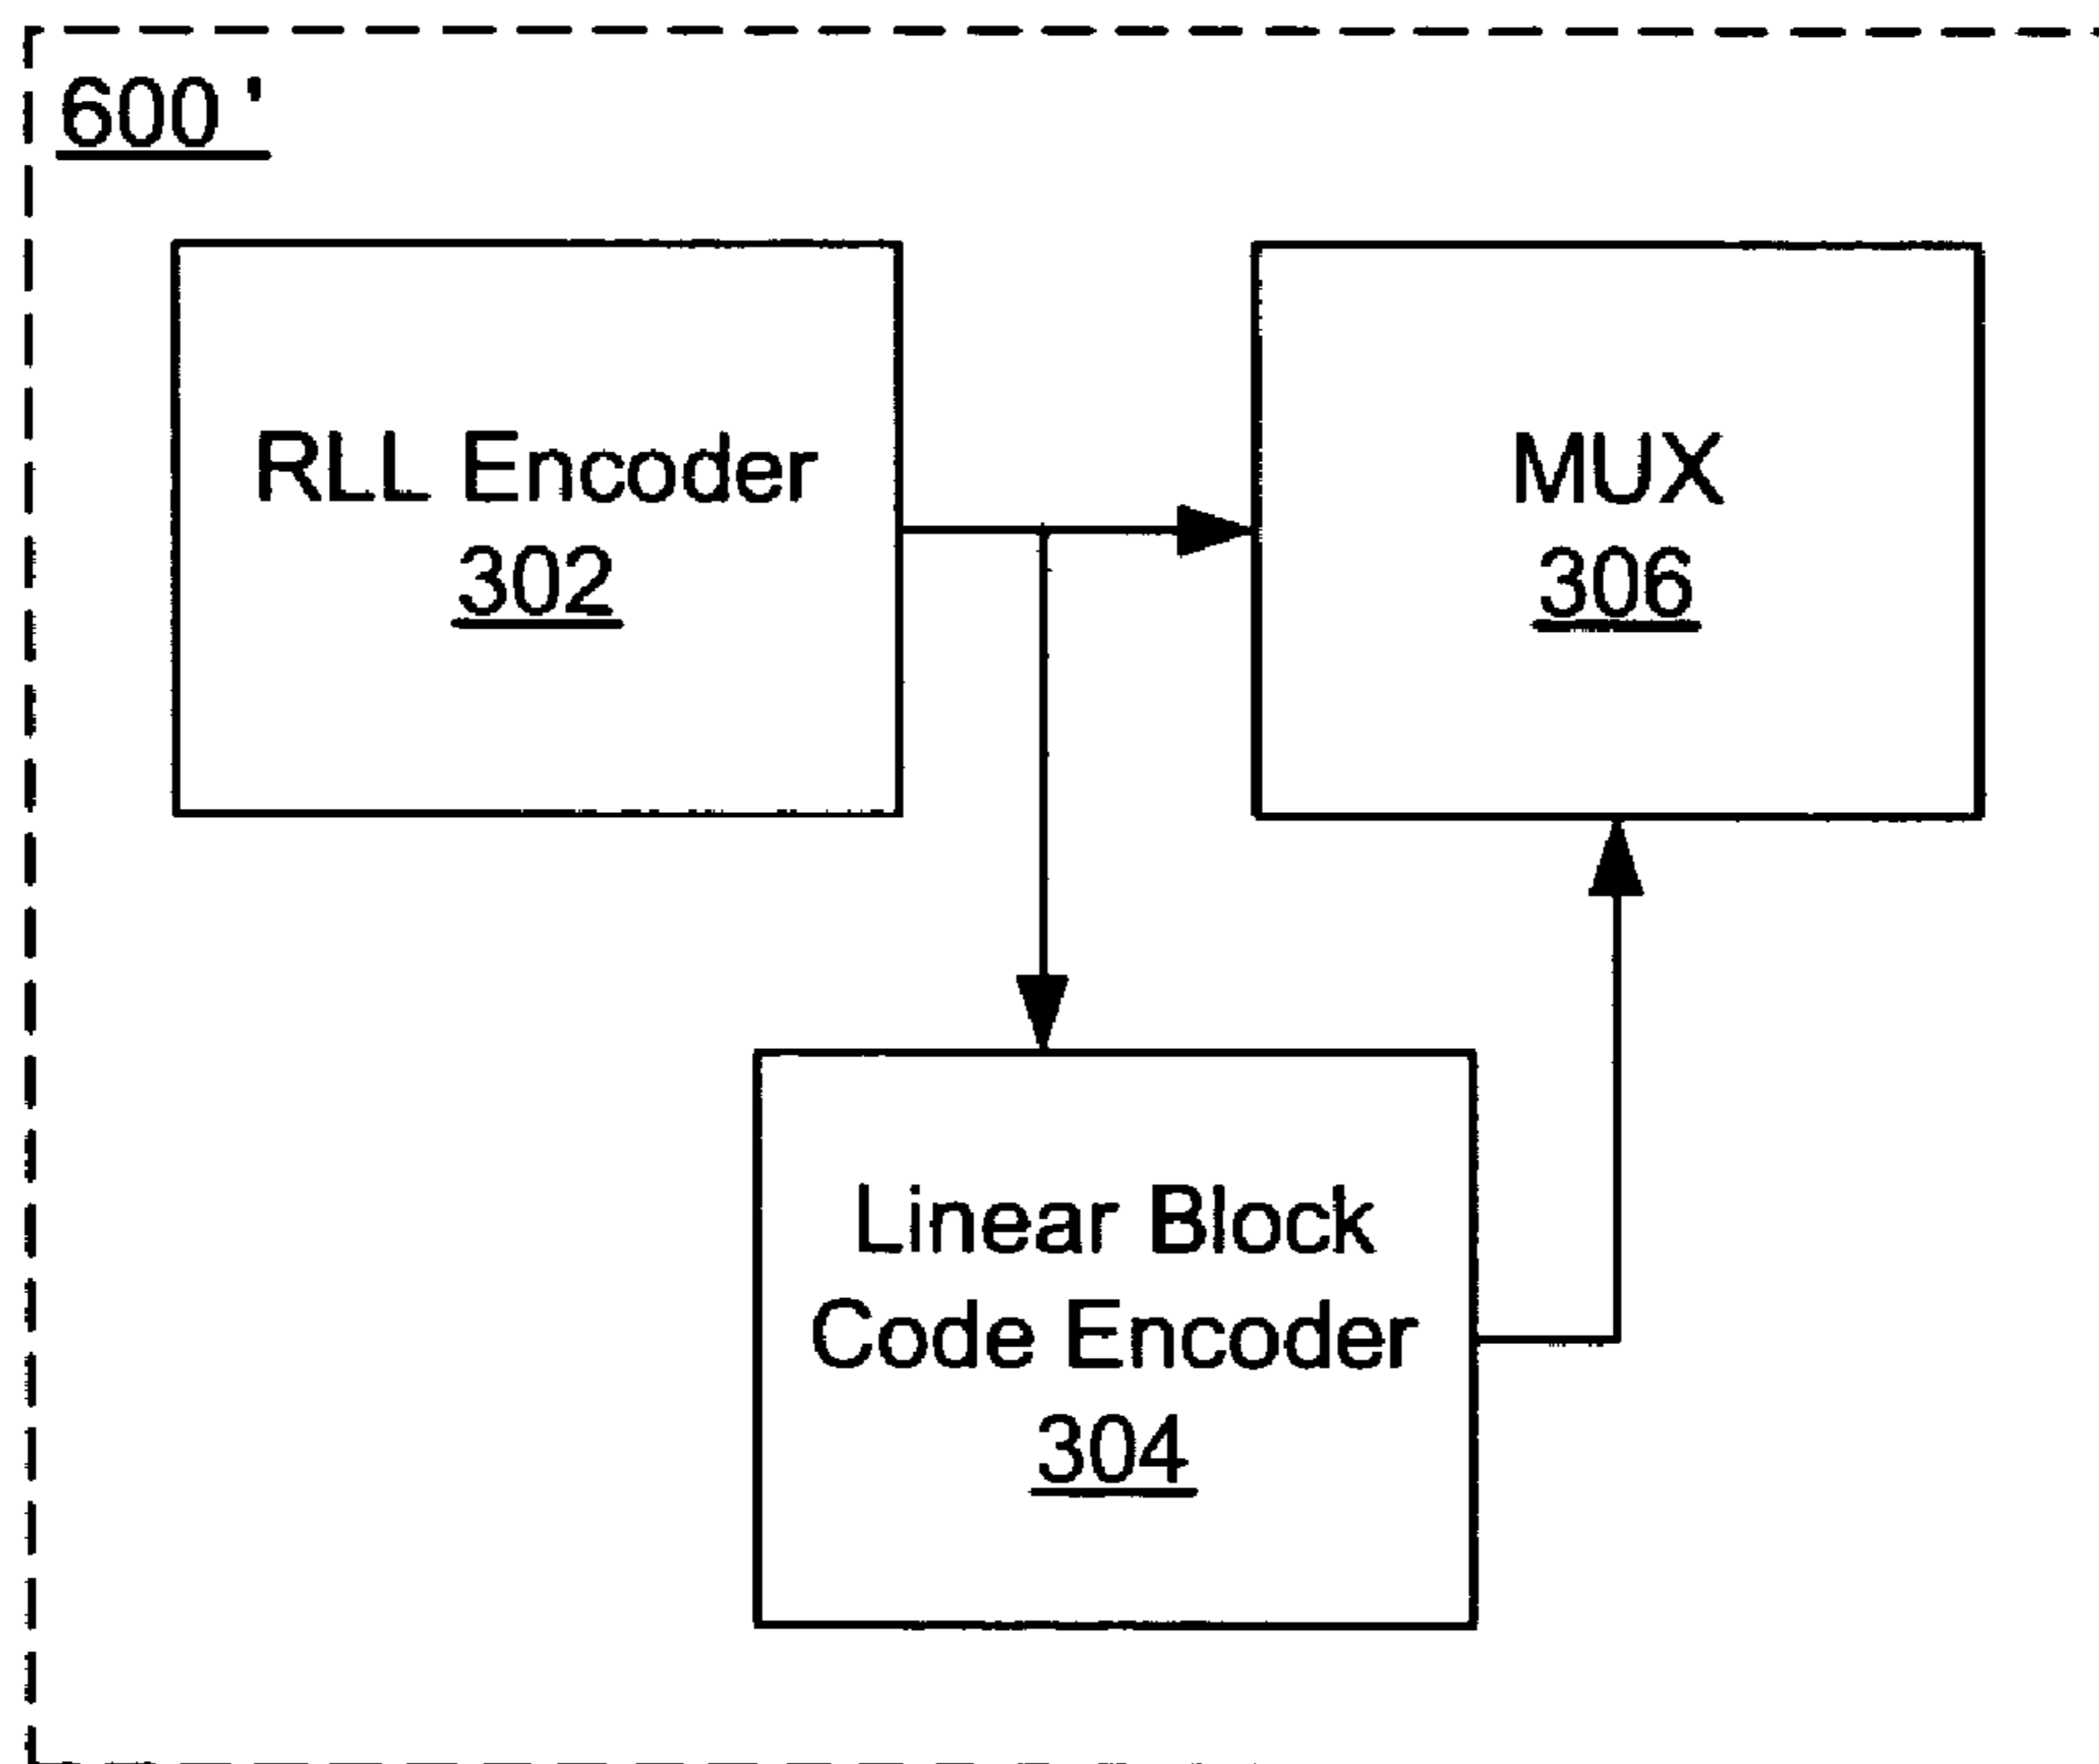 600 '
RLL Encoder
302
MUX
306
Linear Block
Code Encoder
304